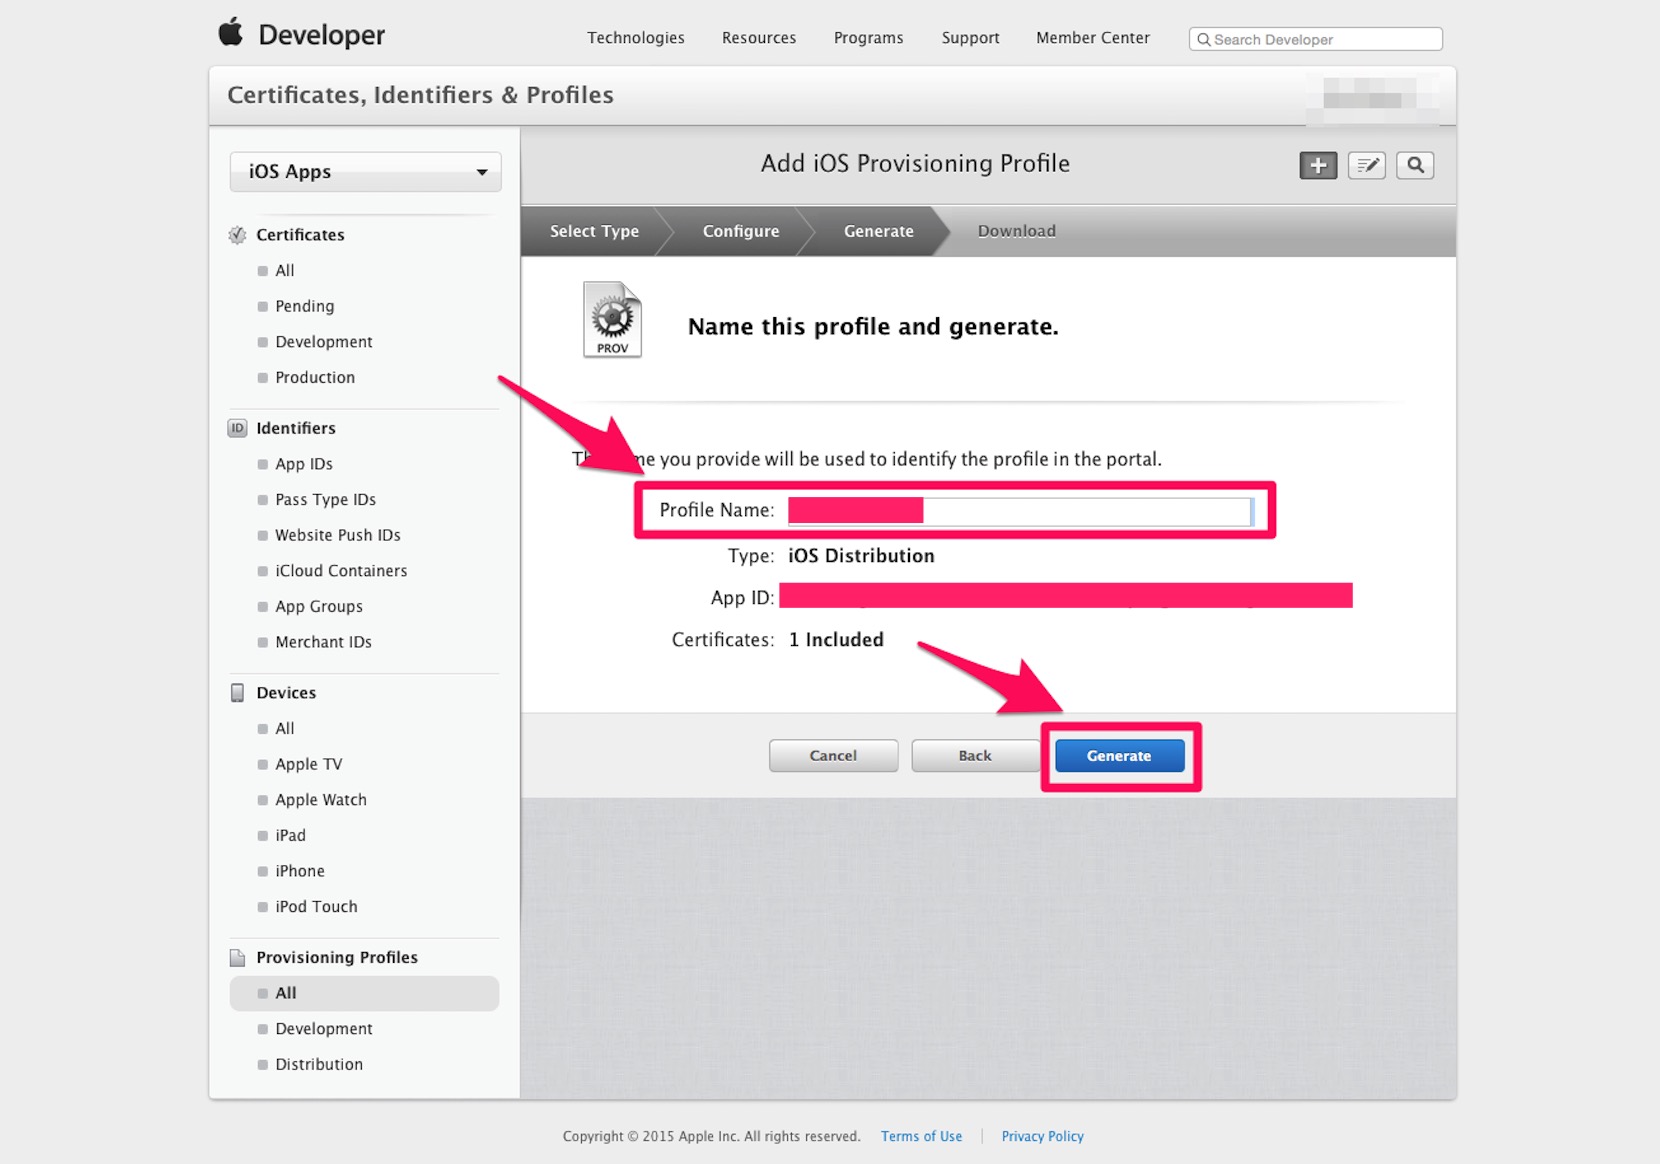 Developer
Technologies
Resources
Programs
Support
Member Center
Search Developer
Certificates, Identifiers & Profiles
iOS Apps
Certificates
All
Pending
Development
Production
Identifiers
App IDs
Pass Type IDs
Website Push IDs
iCloud Containers
App Groups
Merchant IDs
Devices
All
Apple TV
Apple Watch
iPad
iPhone
iPod Touch
Provisioning Profiles
All
Development
Distribution
Add iOS Provisioning Profile
Select Type
Configure
Generate
Download
PROV
Name this profile and generate.
you provide will be used to identify the profile in the portal.
Profile Name:
Type: iOS Distribution
App ID:
Certificates: 1 Included
Cancel
Back
Generate
Copyright © 2015 Apple Inc. All rights reserved.
Terms of Use
Privacy Policy
ID